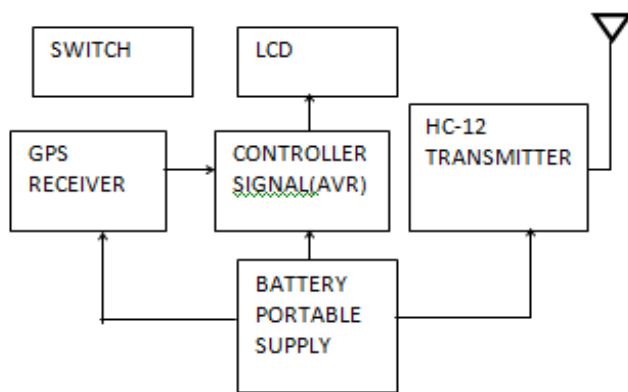 SWITCH
LCD
GPS
RECEIVER
CONTROLLER
SIGNAL(AVR)
HC-12
TRANSMITTER
BATTERY
PORTABLE
SUPPLY